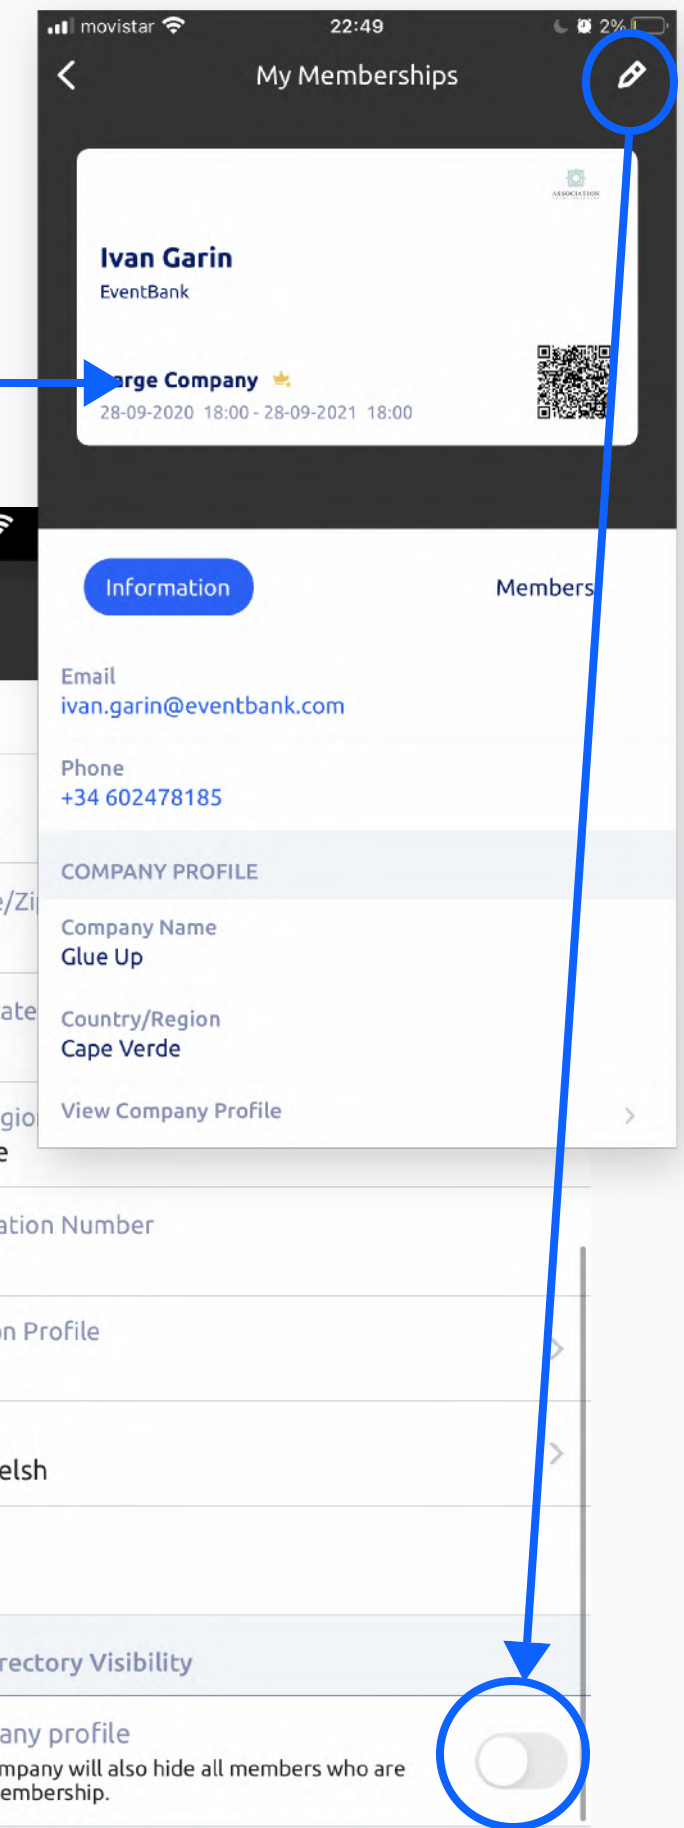 movistar 22:49 2%
My Memberships
ASSOCIATION
Ivan Garin
EventBank
arge Company
28-09-2020 18:00 - 28-09-2021 18:00
Information Members
Email
ivan.garin@eventbank.com
Phone
+34 602478185
COMPANY PROFILE
Company Name
Glue Up
Country/Region
Cape Verde
View Company Profile
e/Zi
ate
gio
e
ation Number
n Profile
elsh
rectory Visibility
any profile
mpany will also hide all members who are
embership.